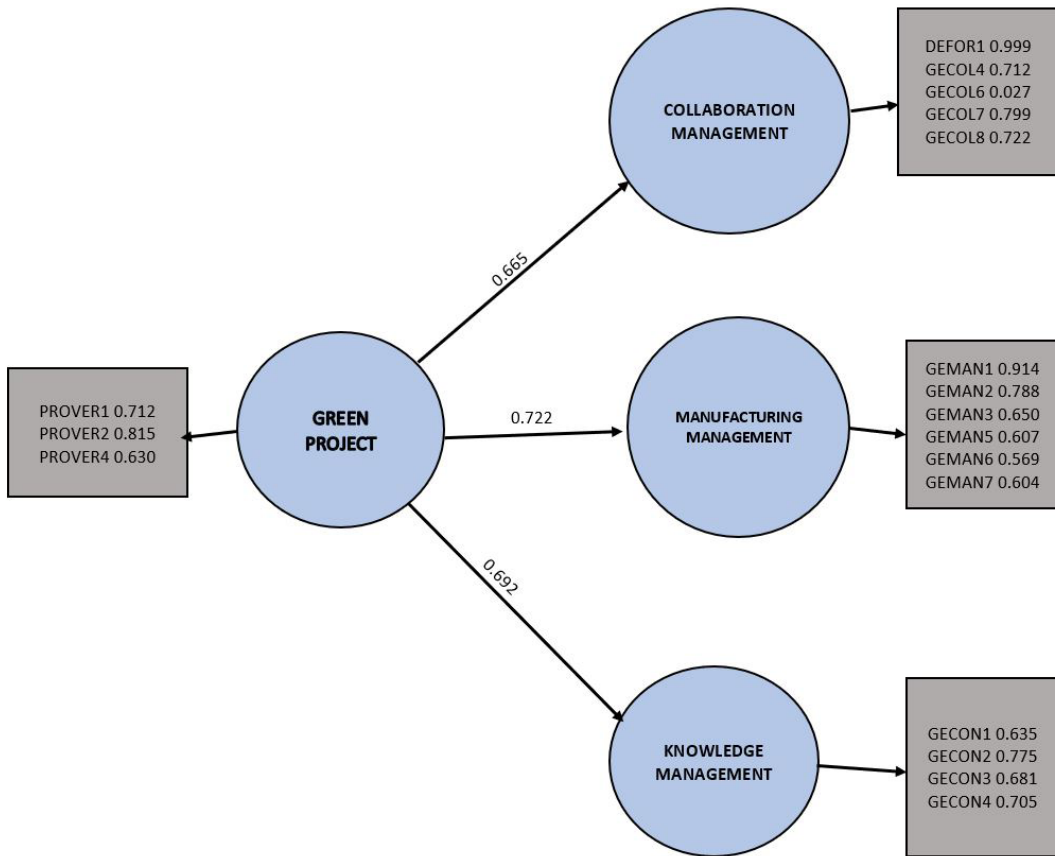 DEFOR1 0.999
GECOL4 0.712
GECOL6 0.027
GECOL7 0.799
GECOL8 0.722
COLLABORATION
MANAGEMENT
0.665
PROVER1 0.712
PROVER2 0.815
PROVER4 0.630
GREEN
PROJECT
0.722
MANUFACTURING
MANAGEMENT
GEMAN1 0.914
GEMAN2 0.788
GEMAN3 0.650
GEMAN5 0.607
GEMAN6 0.569
GEMAN7 0.604
0.692
KNOWLEDGE
MANAGEMENT
GECON1 0.635
GECON2 0.775
GECON3 0.681
GECON4 0.705